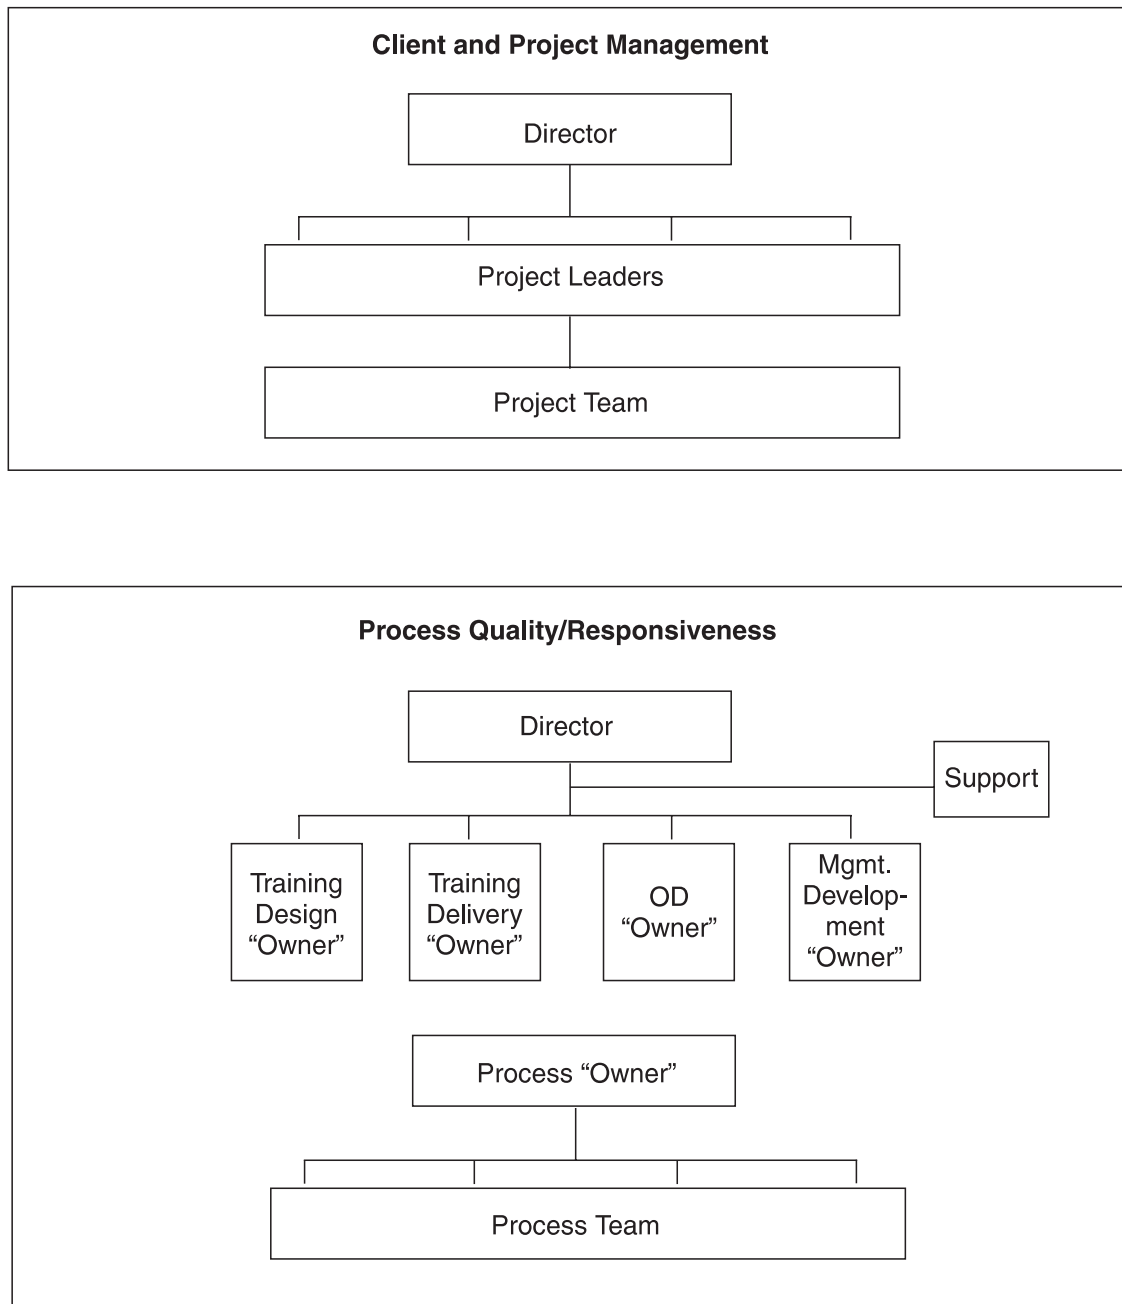 Client and Project Management
Director
Project Leaders
Project Team
Process Quality/Responsiveness
Director
Support
Training
Design
“Owner”
Training
Delivery
“Owner”
OD
“Owner”
Mgmt.
Develop-
ment
“Owner”
Process “Owner”
Process Team